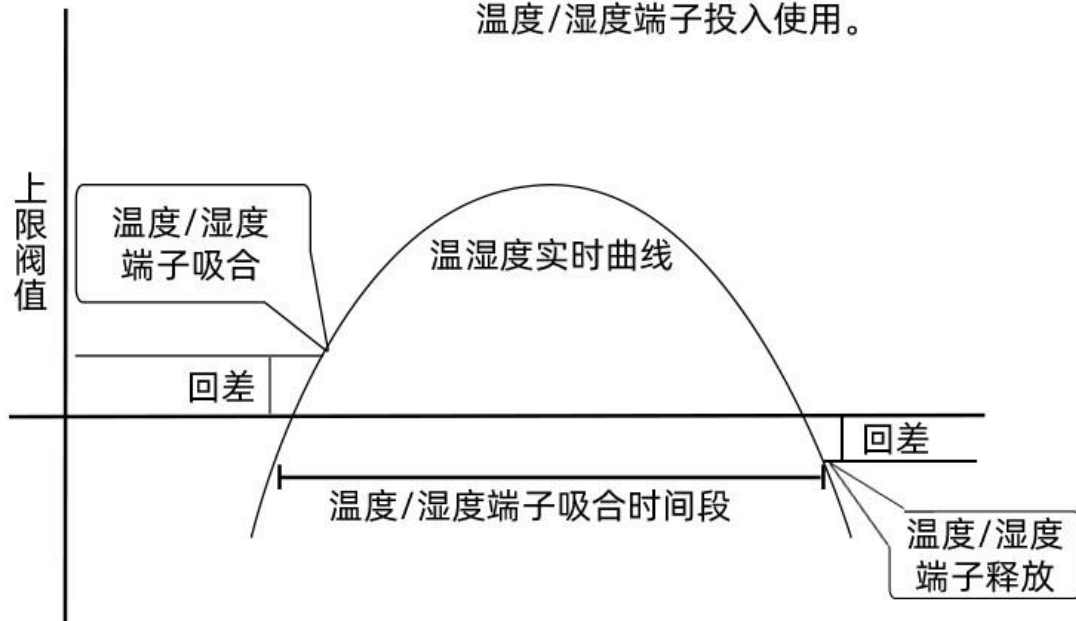 温度/湿度端子投入使用。
上限阀值
温度/湿度
端子吸合
温湿度实时曲线
回差
回差
温度/湿度端子吸合时间段
温度/湿度
端子释放